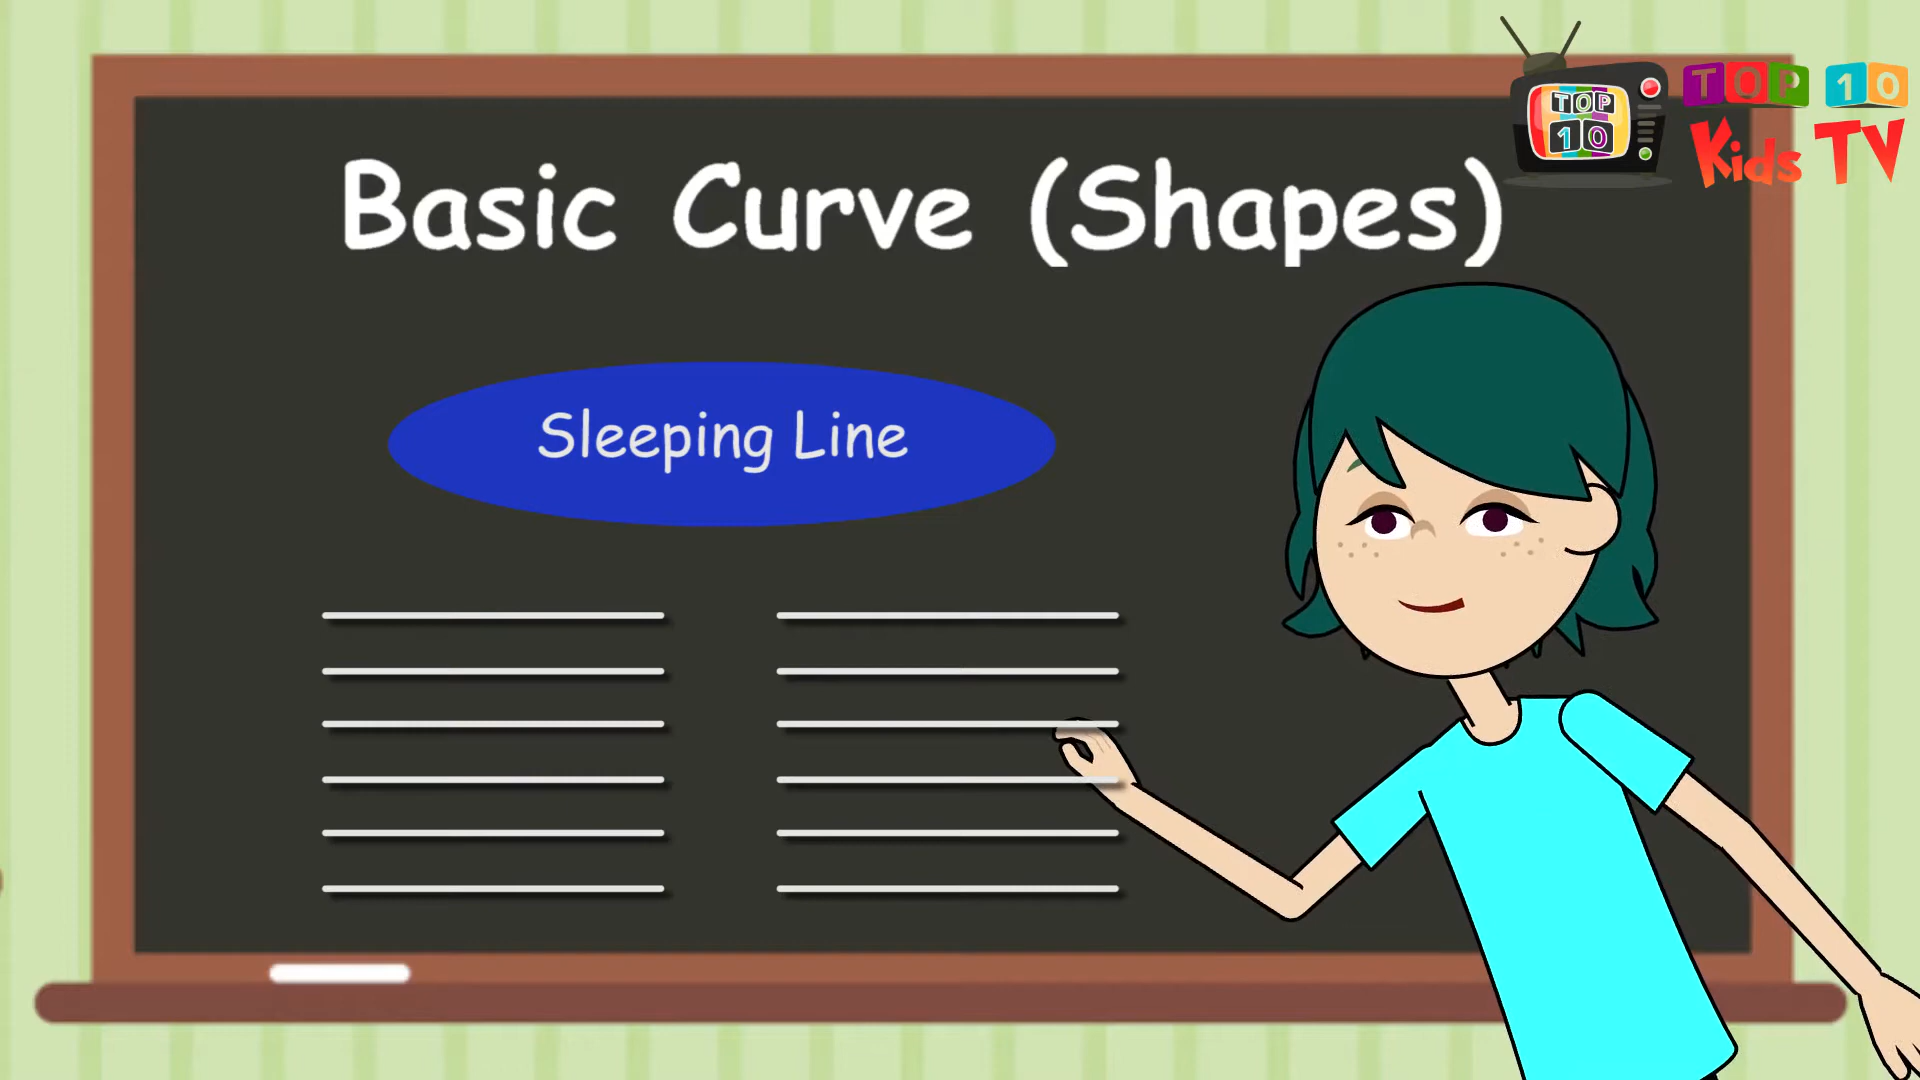 TOP 10
Kids TV
TOP
10
Basic Curve (Shapes)
Sleeping Line